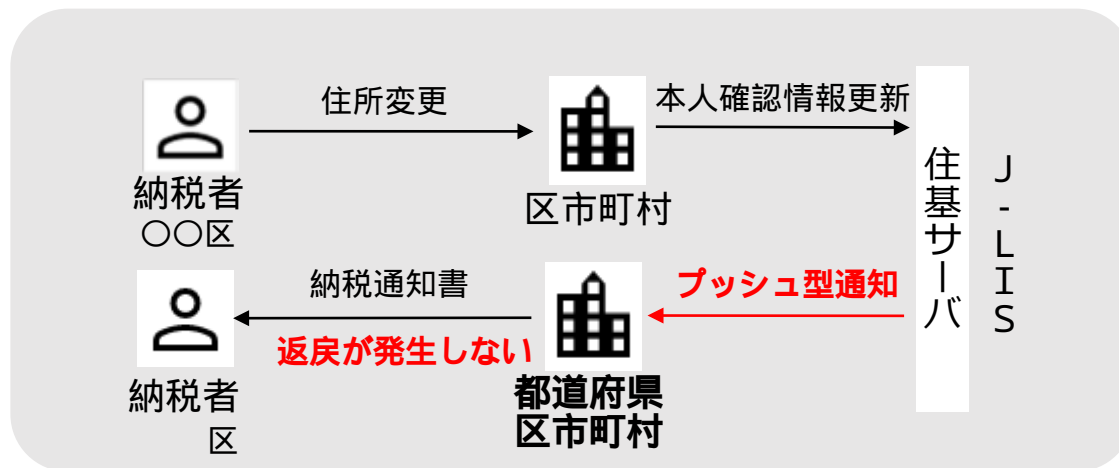 住所変更
本人確認情報更新
納税者
〇〇区
区市町村
住基サーバ
J-LIS
納税通知書
プッシュ型通知
返戻が発生しない
納税者
区
都道府県
区市町村